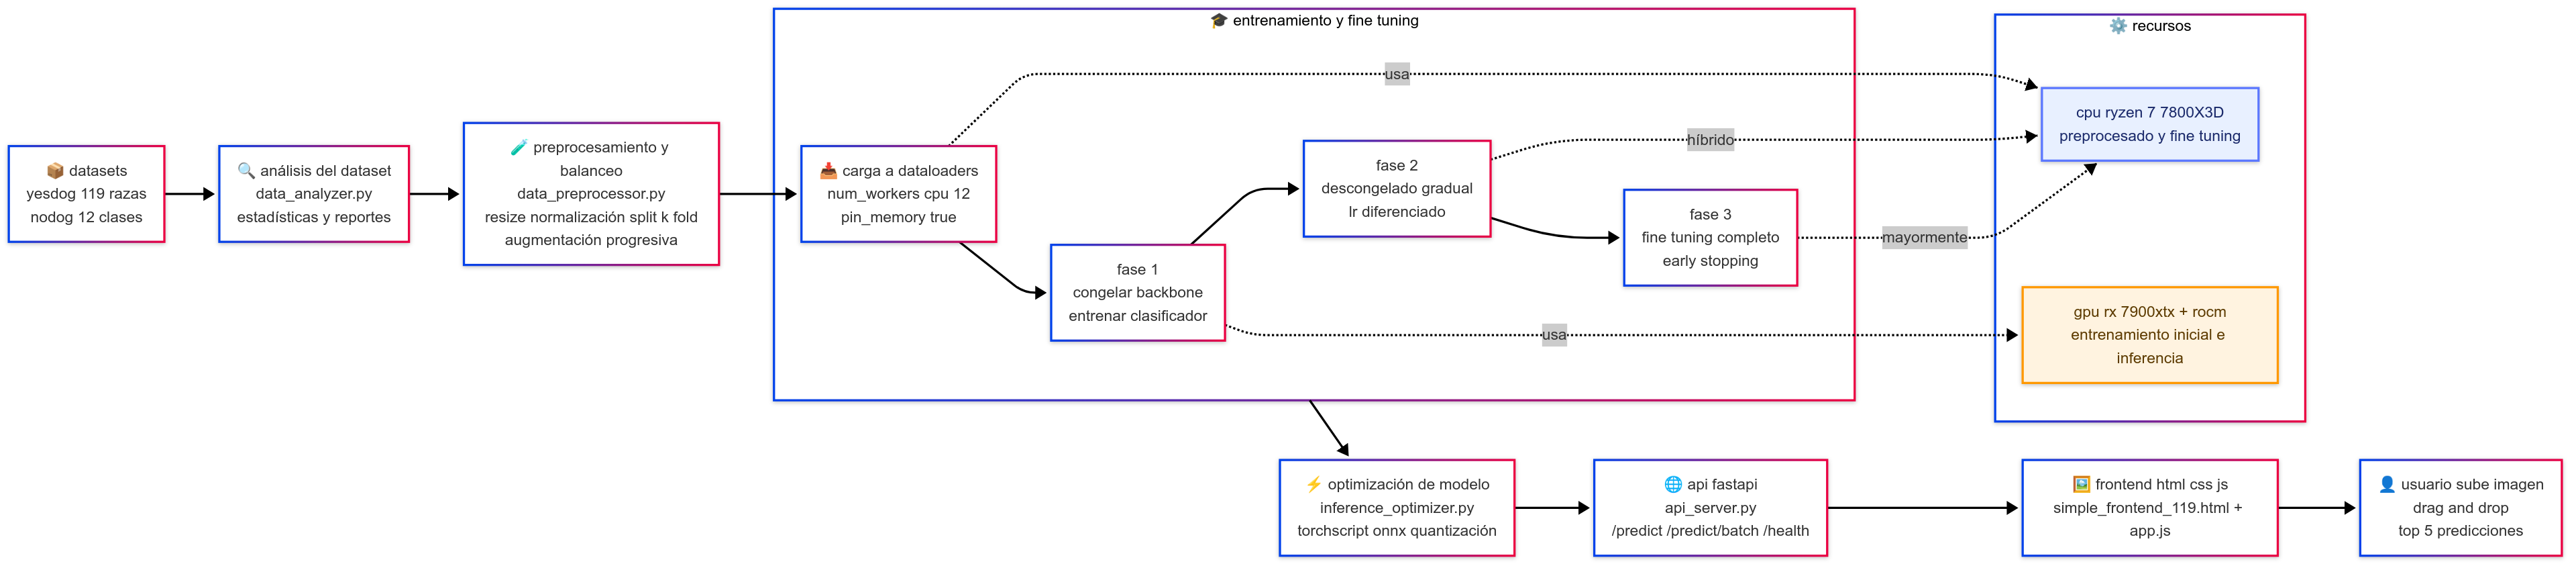 🎓 entrenamiento y fine tuning
⚙️ recursos
usa
cpu ryzen 7 7800X3D
preprocesado y fine tuning
📦 datasets
yesdog 119 razas
nodog 12 clases
🔍 análisis del dataset
data_analyzer.py
estadísticas y reportes
🧪 preprocesamiento y
balanceo
data_preprocessor.py
resize normalización split k fold
augmentación progresiva
📥 carga a dataloaders
num_workers cpu 12
pin_memory true
fase 1
congelar backbone
entrenar clasificador
fase 2
descongelado gradual
lr diferenciado
híbrido
fase 3
fine tuning completo
early stopping
mayormente
usa
gpu rx 7900xtx + rocm
entrenamiento inicial e
inferencia
⚡ optimización de modelo
inference_optimizer.py
torchscript onnx quantización
🌐 api fastapi
api_server.py
/predict /predict/batch /health
🖼️ frontend html css js
simple_frontend_119.html +
app.js
👤 usuario sube imagen
drag and drop
top 5 predicciones